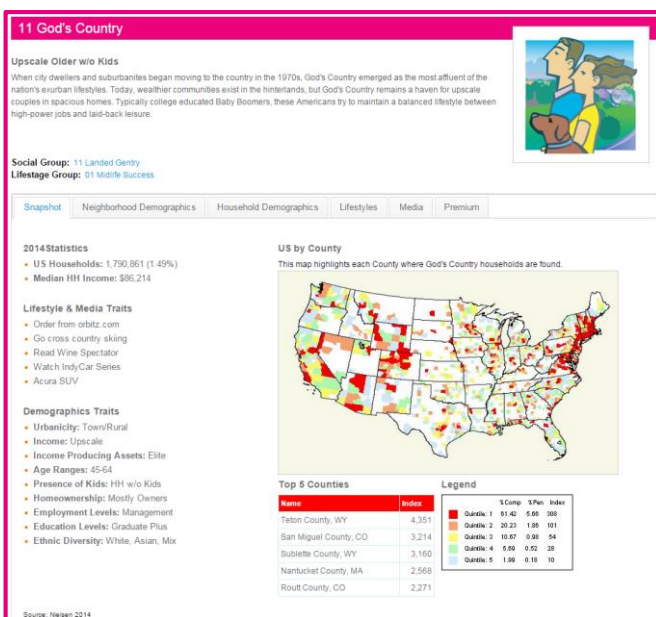 11 God's Country
Upscale Older w/o Kids
When city dwellers and suburbanites began moving to the country in the 1970s, God's Country emerged as the most affluent of the
nation's exurban lifestyles. Today, wealthier communities exist in the hinterlands, but God's Country remains a haven for upscale
couples in spacious homes. Typically college educated Baby Boomers, these Americans try to maintain a balanced lifestyle between
high-power jobs and laid-back leisure.
Social Group: 11 Landed Gentry
Lifestage Group: 01 Midlife Success
Snapshot Neighborhood Demographics Household Demographics Lifestyles Media Premium
2014Statistics
US Households: 1,790,861 (1.49%)
Median HH Income: $86,214
Lifestyle & Media Traits
Order from orbitz.com
Go cross country skiing
Read Wine Spectator
Watch IndyCar Series
Acura SUV
Demographics Traits
Urbanicity: Town/Rural
Income: Upscale
Income Producing Assets: Elite
Age Ranges: 45-64
Presence of Kids: HH w/o Kids
Homeownership: Mostly Owners
Employment Levels: Management
Education Levels: Graduate Plus
Ethnic Diversity: White, Asian, Mix
US by County
This map highlights each County where God's Country households are found.
Top 5 Counties
Name Index
Teton County, WY 4,351
San Miguel County, CO 3,214
Sublette County, WY 3,160
Nantucket County, MA 2,568
Routt County, CO 2,271
Legend
% Comp % Pen Index
Quintile: 1 61.42 5.66 308
Quintile: 2 20.23 1.86 101
Quintile: 3 10.67 0.98 54
Quintile: 4 5.69 0.52 28
Quintile: 5 1.99 0.18 10
Source: Nielsen 2014